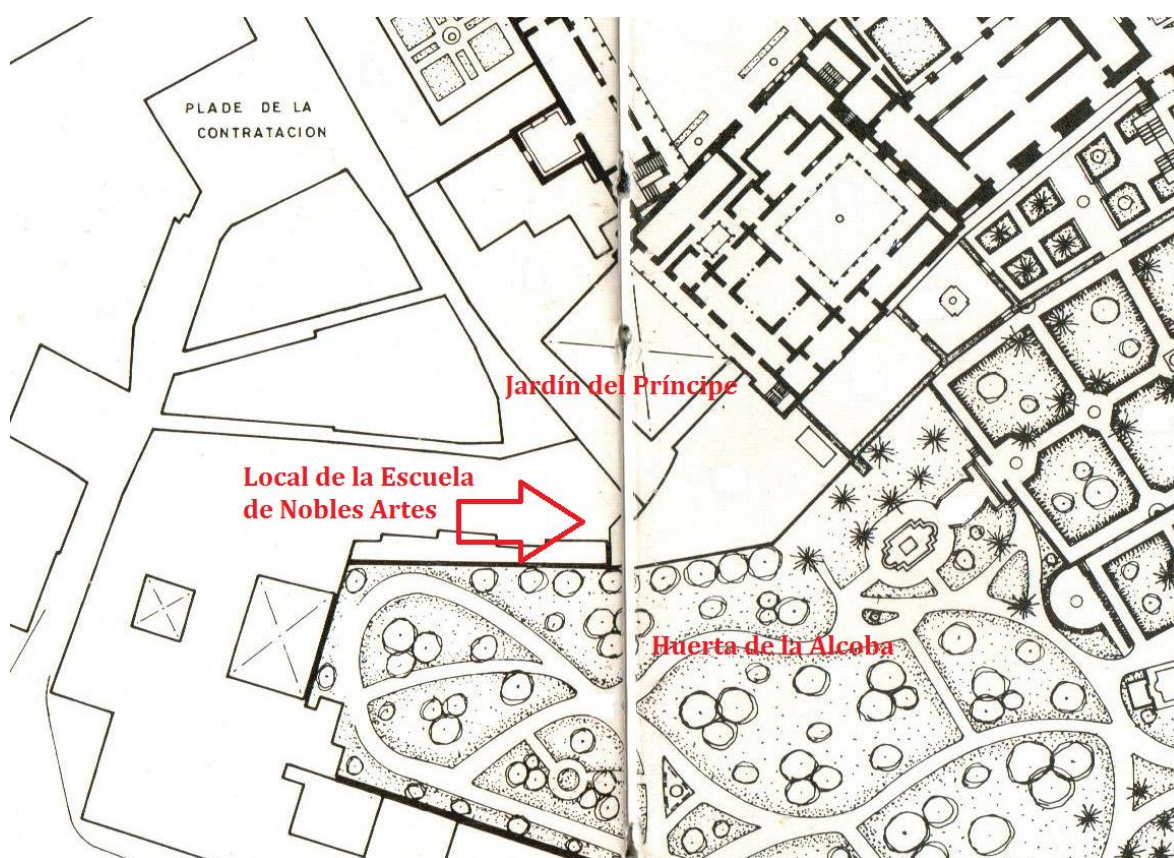 PLADE DE LA
CONTRATACION
Jardín del Príncipe
Local de la Escuela
de Nobles Artes
Huerta de la Alcoba